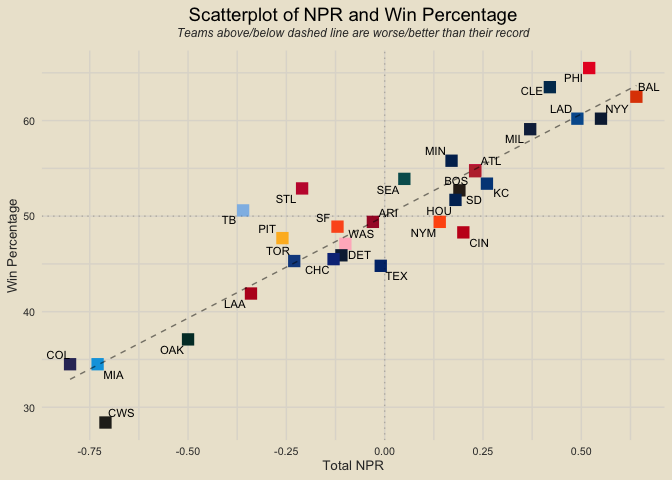 Scatterplot of NPR and Win Percentage
Teams above/below dashed line are worse/better than their record
PHI
CLE
BAL
LAD
NYY
60
MIL
MIN
ATL
BOS
KC
SEA
STL
SD
TB
SF
ARI
HOU
50
PIT
WAS
NYM
CIN
TOR
DET
CHC
TEX
LAA
40
OAK
COL
MIA
CWS
30
Win Percentage
-0.75
-0.50
-0.25
0.00
0.25
0.50
Total NPR